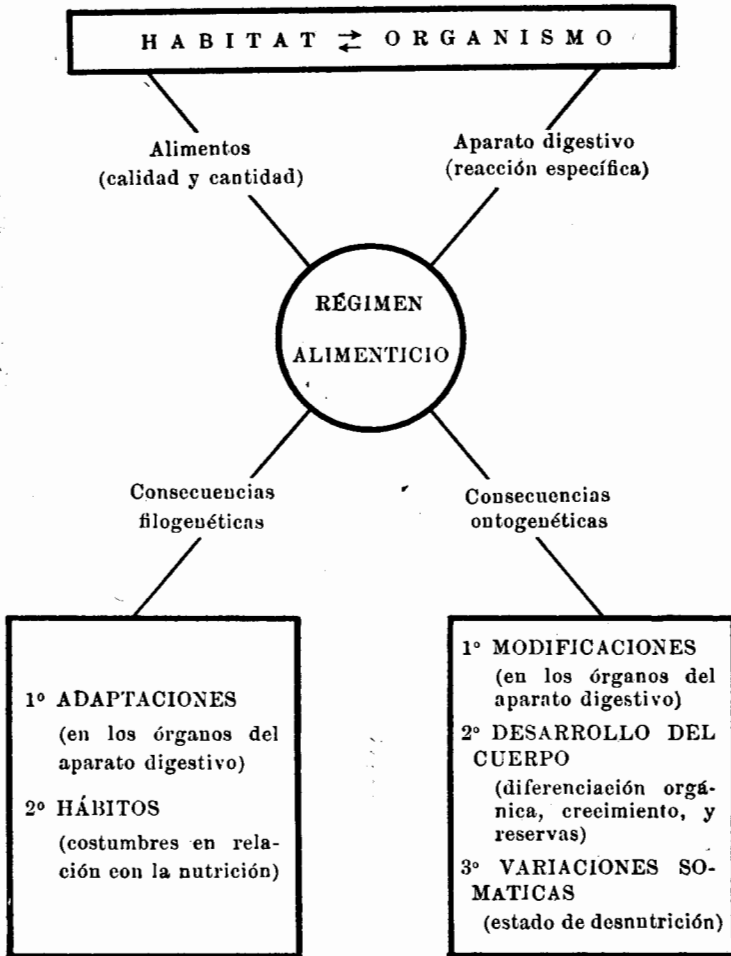 HABITAT ⇄ ORGANISMO
Alimentos
(calidad y cantidad)
Aparato digestivo
(reacción específica)
RÉGIMEN
ALIMENTICIO
Consecuencias
filogenéticas
Consecuencias
ontogenéticas
1º ADAPTACIONES
(en los órganos del
aparato digestivo)
2º HÁBITOS
(costumbres en rela-
ción con la nutrición)
1º MODIFICACIONES
(en los órganos del
aparato digestivo)
2º DESARROLLO DEL
CUERPO
(diferenciación orgá-
nica, crecimiento, y
reservas)
3º VARIACIONES SO-
MATICAS
(estado de desnutrición)